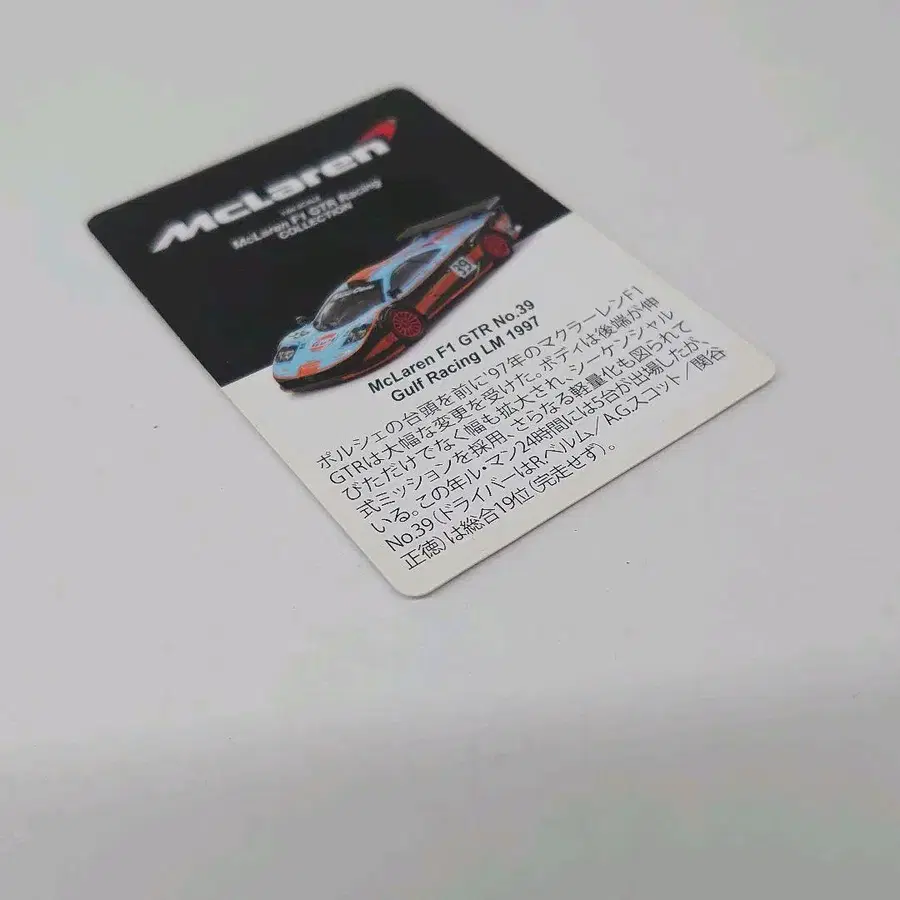 McLaren
McLaren F1 GTR Racing
COLLECTION
39
McLaren F1 GTR No.39
Gulf Racing LM 1997
ポルシェの台頭を前に'97年のマクラーレンF1
GTRは大幅な変更を受けた。ボディは後端が伸
びただけでなく幅も拡大され、シーケンシャル
式ミッションを採用、さらなる軽量化も図られて
いる。この年ル・マン24時間には5台が出場したが、
No.39(ドライバーはR.ベルム/A.G.スコット/関谷
正徳)は総合19位(完走せず)。